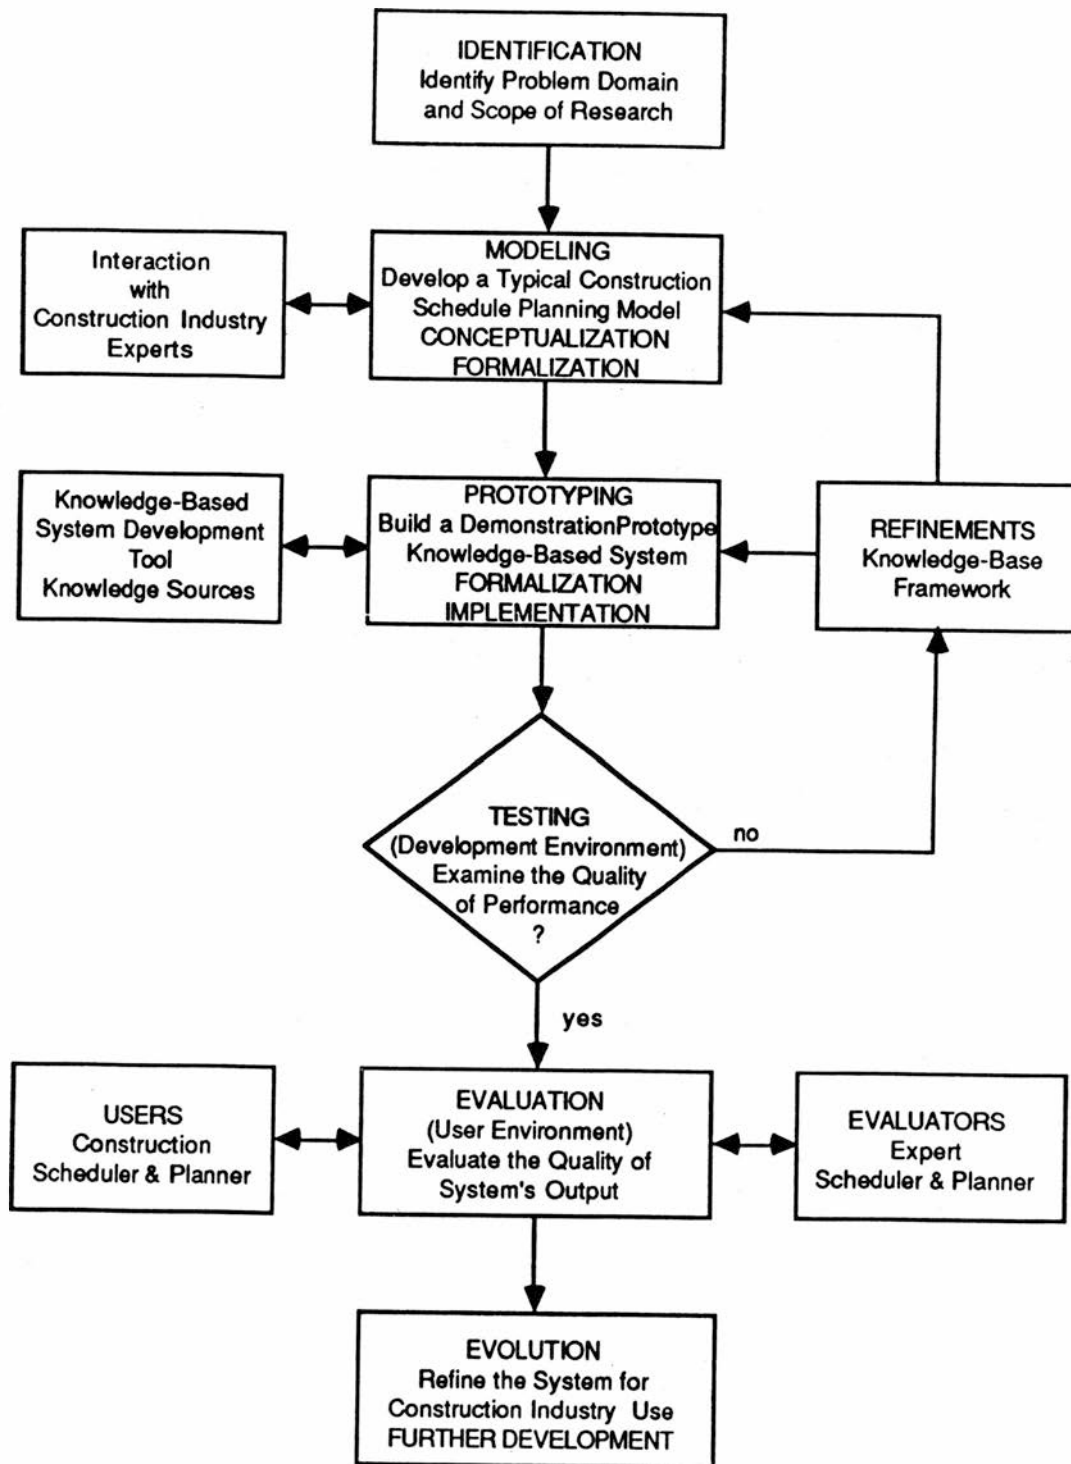 IDENTIFICATION
Identify Problem Domain
and Scope of Research
Interaction
with
Construction Industry
Experts
MODELING
Develop a Typical Construction
Schedule Planning Model
CONCEPTUALIZATION
FORMALIZATION
Knowledge-Based
System Development
Tool
Knowledge Sources
PROTOTYPING
Build a DemonstrationPrototype
Knowledge-Based System
FORMALIZATION
IMPLEMENTATION
REFINEMENTS
Knowledge-Base
Framework
TESTING
(Development Environment)
Examine the Quality
of Performance
?
no
yes
USERS
Construction
Scheduler & Planner
EVALUATION
(User Environment)
Evaluate the Quality of
System's Output
EVALUATORS
Expert
Scheduler & Planner
EVOLUTION
Refine the System for
Construction Industry Use
FURTHER DEVELOPMENT